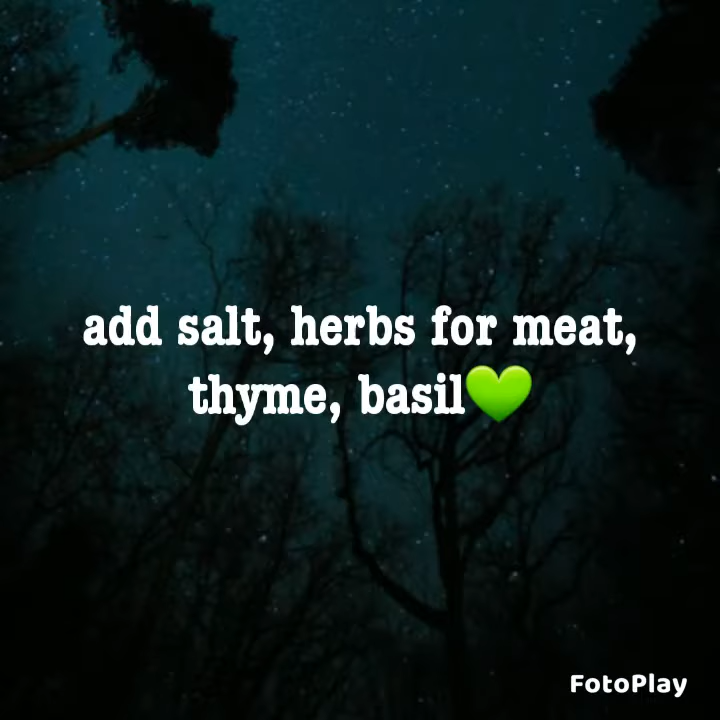 add salt, herbs for meat,
thyme, basil💚
FotoPlay